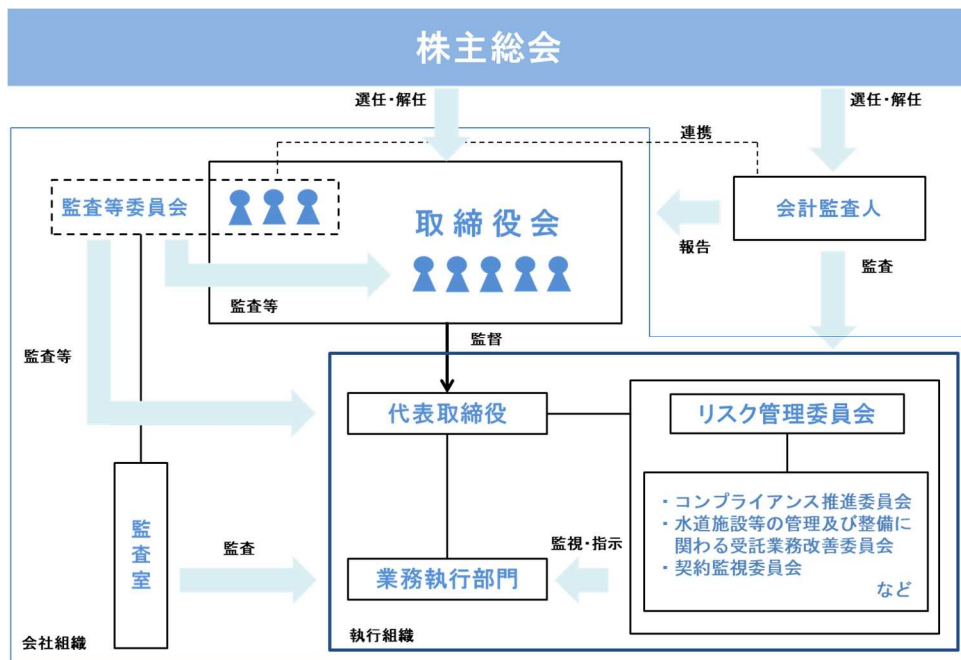 株主総会
選任・解任
選任・解任
連携
監査等委員会
取締役会
会計監査人
報告
監査
監査等
監督
監査等
代表取締役
リスク管理委員会
・コンプライアンス推進委員会
・水道施設等の管理及び整備に
関わる受託業務改善委員会
・契約監視委員会
など
監査室
監査
監視・指示
業務執行部門
会社組織
執行組織